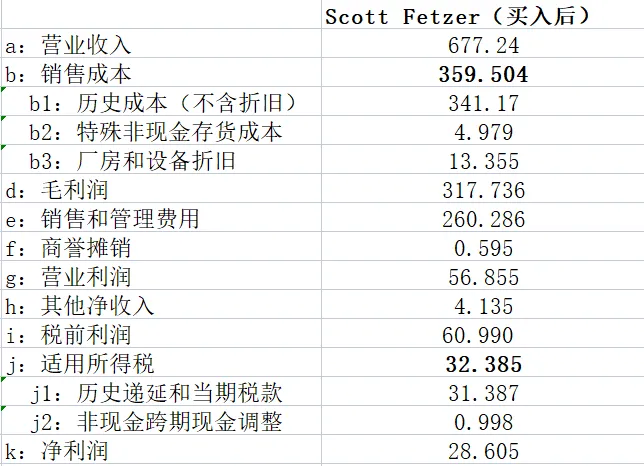 Scott Fetzer（买入后）
a：营业收入 677.24
b：销售成本 359.504
b1：历史成本（不含折旧） 341.17
b2：特殊非现金存货成本 4.979
b3：厂房和设备折旧 13.355
d：毛利润 317.736
e：销售和管理费用 260.286
f：商誉摊销 0.595
g：营业利润 56.855
h：其他净收入 4.135
i：税前利润 60.990
j：适用所得税 32.385
j1：历史递延和当期税款 31.387
j2：非现金跨期现金调整 0.998
k：净利润 28.605